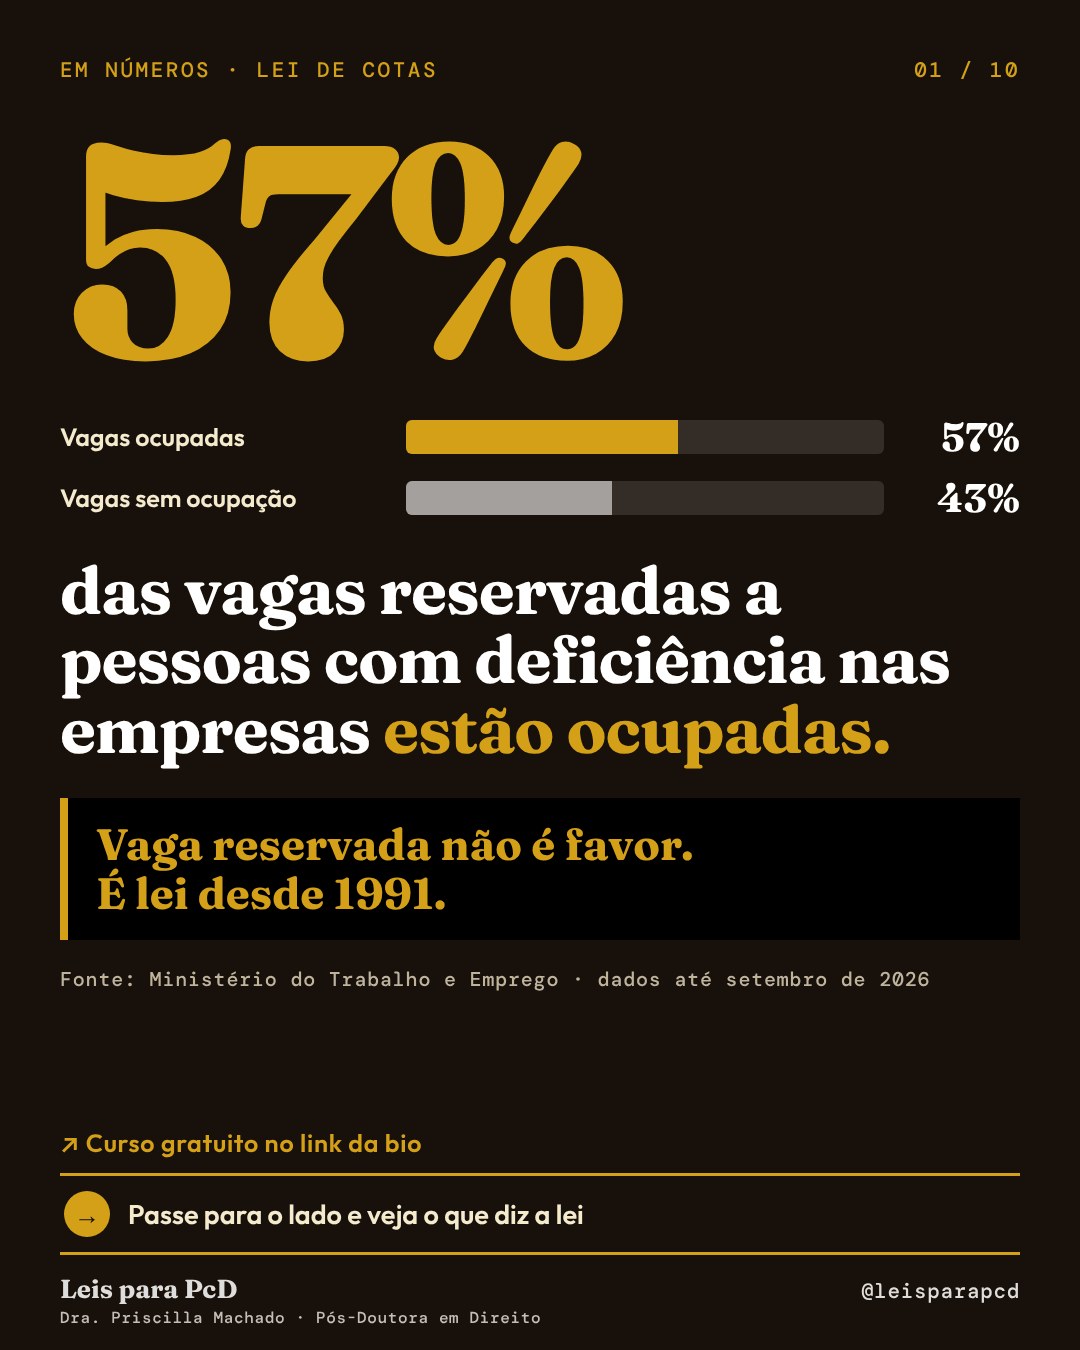 EM NÚMEROS · LEI DE COTAS
01 / 10
57%
Vagas ocupadas 57%
Vagas sem ocupação 43%
das vagas reservadas a
pessoas com deficiência nas
empresas estão ocupadas.
Vaga reservada não é favor.
É lei desde 1991.
Fonte: Ministério do Trabalho e Emprego · dados até setembro de 2026
↗ Curso gratuito no link da bio
→ Passe para o lado e veja o que diz a lei
Leis para PcD
@leisparapcd
Dra. Priscilla Machado · Pós-Doutora em Direito